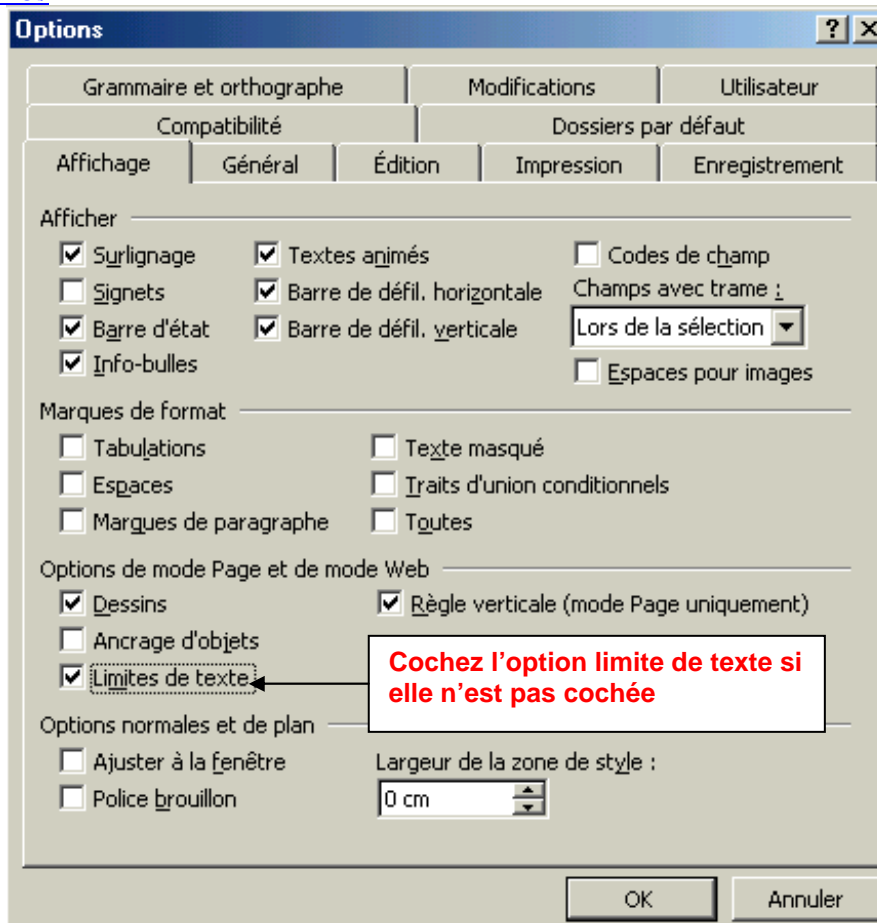 Options
Grammaire et orthographe Modifications Utilisateur
Compatibilité Dossiers par défaut
Affichage Général Édition Impression Enregistrement
Afficher
Surlignage Textes animés Codes de champ
Signets Barre de défil. horizontale Champs avec trame :
Barre d'état Barre de défil. verticale Lors de la sélection
Info-bulles Espaces pour images
Marques de format
Tabulations Texte masqué
Espaces Traits d'union conditionnels
Marques de paragraphe Toutes
Options de mode Page et de mode Web
Dessins Règle verticale (mode Page uniquement)
Ancrage d'objets
Limites de texte
Cochez l'option limite de texte si
elle n'est pas cochée
Options normales et de plan
Ajuster à la fenêtre Largeur de la zone de style :
Police brouillon 0 cm
OK Annuler